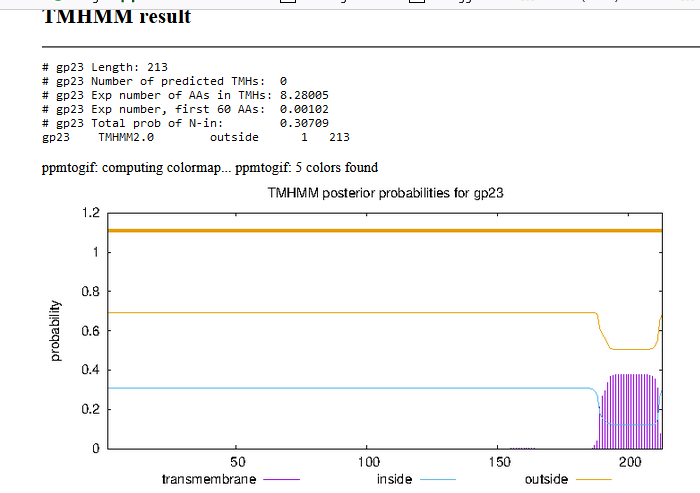 TMHMM result
# gp23 Length: 213
# gp23 Number of predicted TMHs:  0
# gp23 Exp number of AAs in TMHs: 8.28005
# gp23 Exp number, first 60 AAs:  0.00102
# gp23 Total prob of N-in:        0.30709
gp23    TMHMM2.0        outside      1   213
ppmtogif: computing colormap... ppmtogif: 5 colors found
TMHMM posterior probabilities for gp23
1.2
1
0.8
0.6
0.4
0.2
0
probability
50 100 150 200
transmembrane inside outside